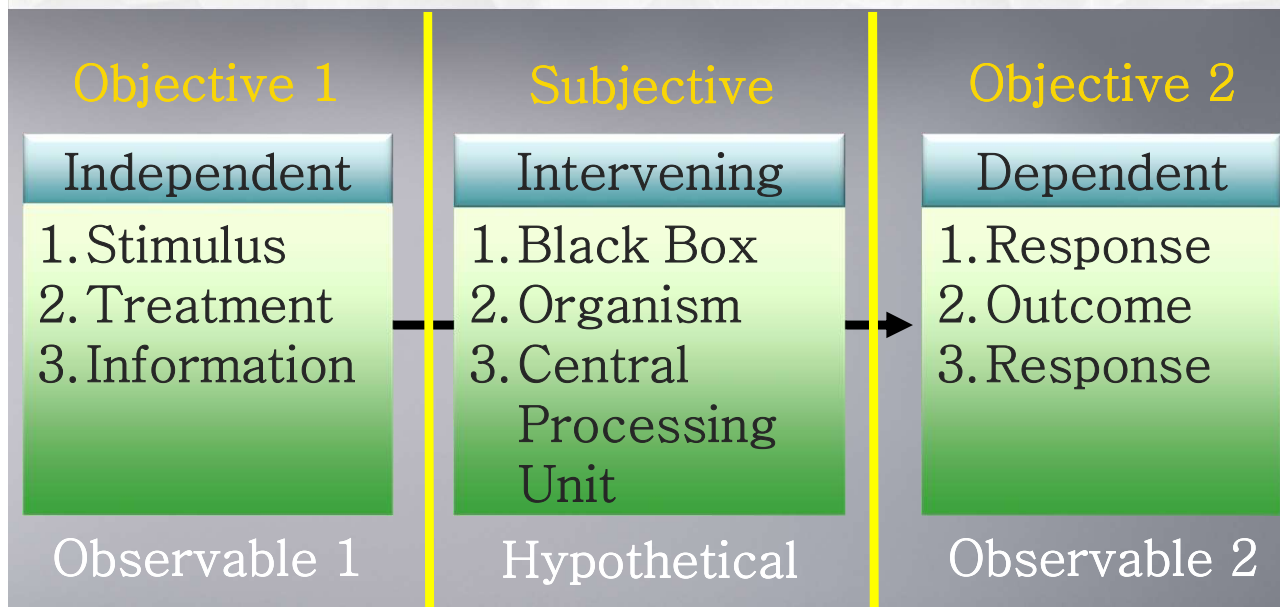 Objective 1
Independent
1. Stimulus
2. Treatment
3. Information
Observable 1
Subjective
Intervening
1. Black Box
2. Organism
3. Central
Processing
Unit
Hypothetical
Objective 2
Dependent
1. Response
2. Outcome
3. Response
Observable 2